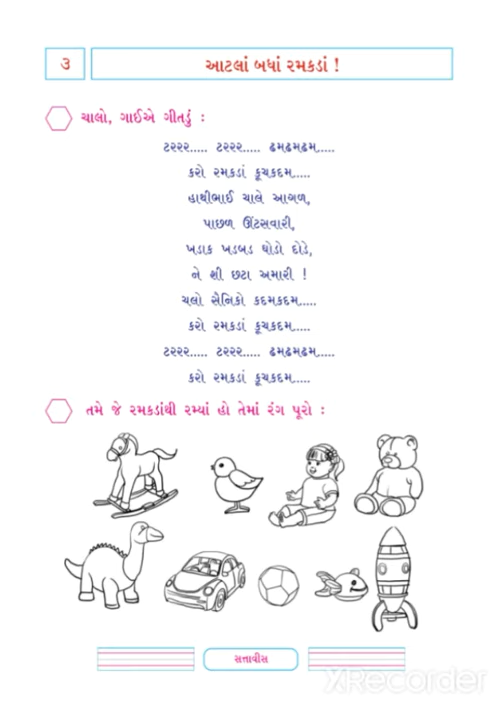 ૩
આટલાં બધાં રમકડાં !
ચાલો, ગાઈએ ગીતડું :
ટરરર..... ટરરર..... ઢમઢમઢમ.....
કરો રમકડાં કૂચકદમ.....
હાથીભાઈ ચાલે આગળ,
પાછળ ઊંટસવારી,
ખડાક ખડબડ ઘોડો દોડે,
ને શી છટા અમારી !
ચલો સૈનિકો કદમકદમ.....
કરો રમકડાં કૂચકદમ.....
ટરરર..... ટરરર..... ઢમઢમઢમ.....
કરો રમકડાં કૂચકદમ.....
તમે જે રમકડાંથી રમ્યાં હો તેમાં રંગ પૂરો :
સત્તાવીસ
XRecorder